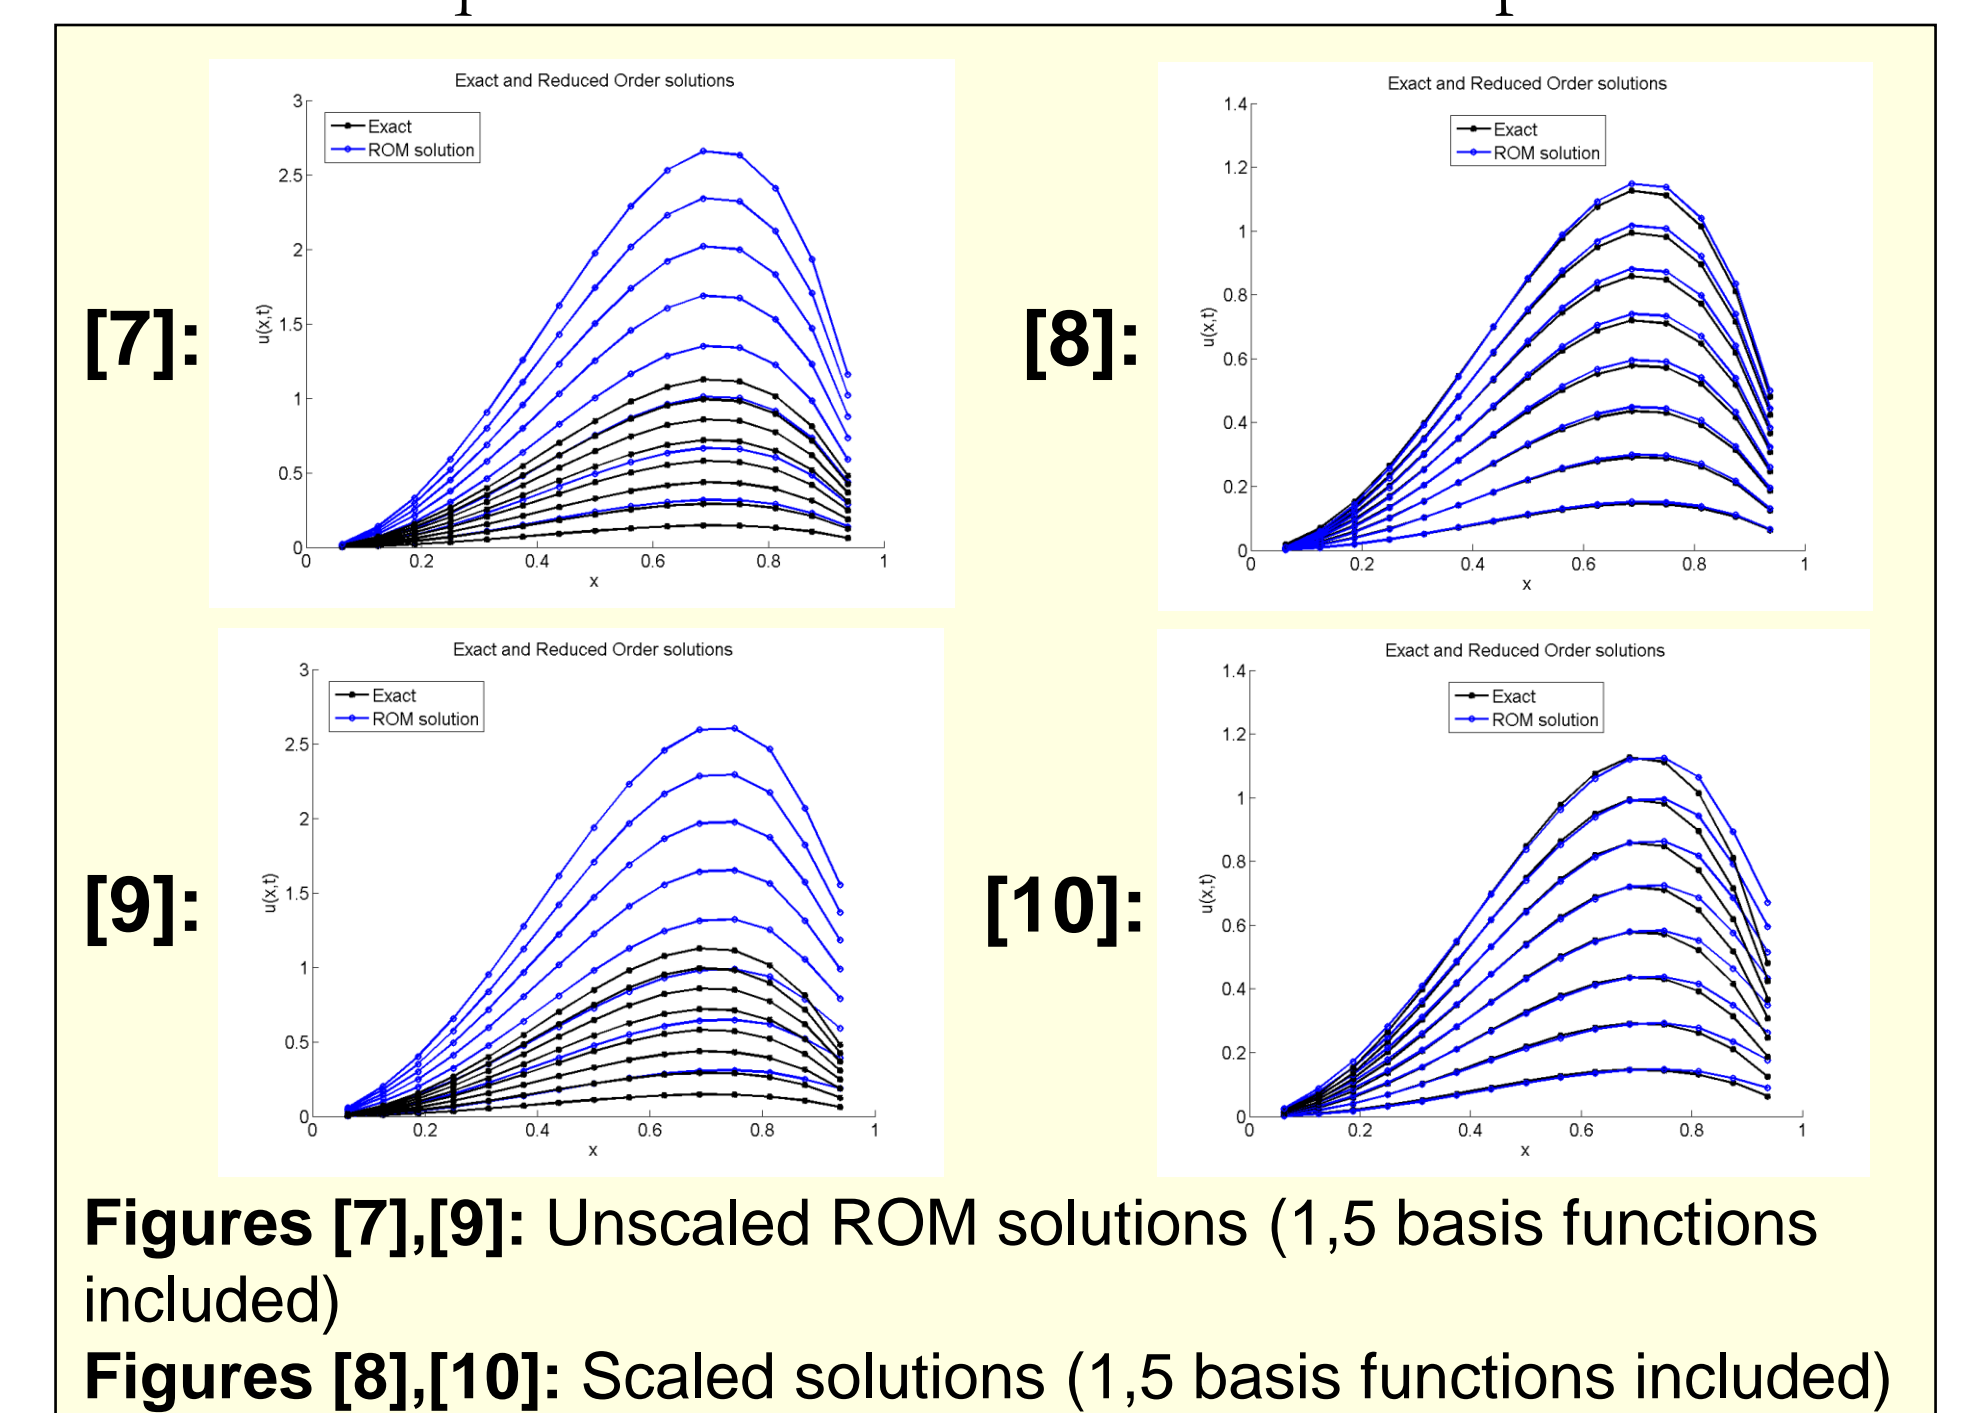 [7]:
Exact and Reduced Order solutions
Exact
ROM solution
3
2.5
2
1.5
1
0.5
0
u(x,t)
0 0.2 0.4 0.6 0.8 1
x
[8]:
Exact and Reduced Order solutions
Exact
ROM solution
1.4
1.2
1
0.8
0.6
0.4
0.2
0
u(x,t)
0 0.2 0.4 0.6 0.8 1
x
[9]:
Exact and Reduced Order solutions
Exact
ROM solution
3
2.5
2
1.5
1
0.5
0
u(x,t)
0 0.2 0.4 0.6 0.8 1
x
[10]:
Exact and Reduced Order solutions
Exact
ROM solution
1.4
1.2
1
0.8
0.6
0.4
0.2
0
u(x,t)
0 0.2 0.4 0.6 0.8 1
x
Figures [7],[9]: Unscaled ROM solutions (1,5 basis functions
included)
Figures [8],[10]: Scaled solutions (1,5 basis functions included)